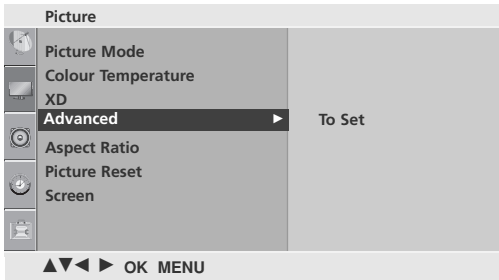 Picture
Picture Mode
Colour Temperature
XD
Advanced ► To Set
Aspect Ratio
Picture Reset
Screen
▲▼◄ ► OK MENU